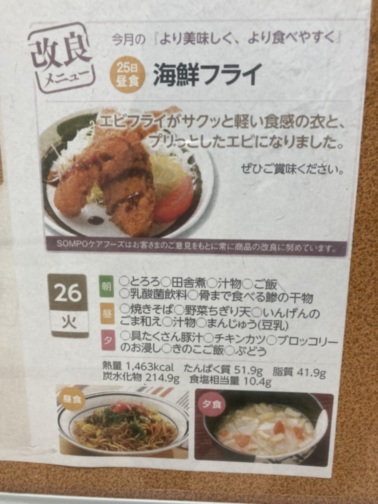 改良
メニュー
今月の『より美味しく、より食べやすく』
25日
昼食
海鮮フライ
エビフライがサクッと軽い食感の衣と、
プリっとしたエビになりました。
ぜひご賞味ください。
SOMPOケアフーズはお客さまのご意見をもとに常に商品の改良に努めています。
26
火
朝 ○とろろ○田舎煮○汁物○ご飯
○乳酸菌飲料○骨まで食べる鯵の干物
昼 ○焼きそば○野菜ちぎり天○いんげんの
ごま和え○汁物○まんじゅう(豆乳)
夕 ○具たくさん豚汁○チキンカツ○ブロッコリー
のお浸し○きのこご飯○ぶどう
熱量 1,463kcal たんぱく質 51.9g 脂質 41.9g
炭水化物 214.9g 食塩相当量 10.4g
昼食
夕食